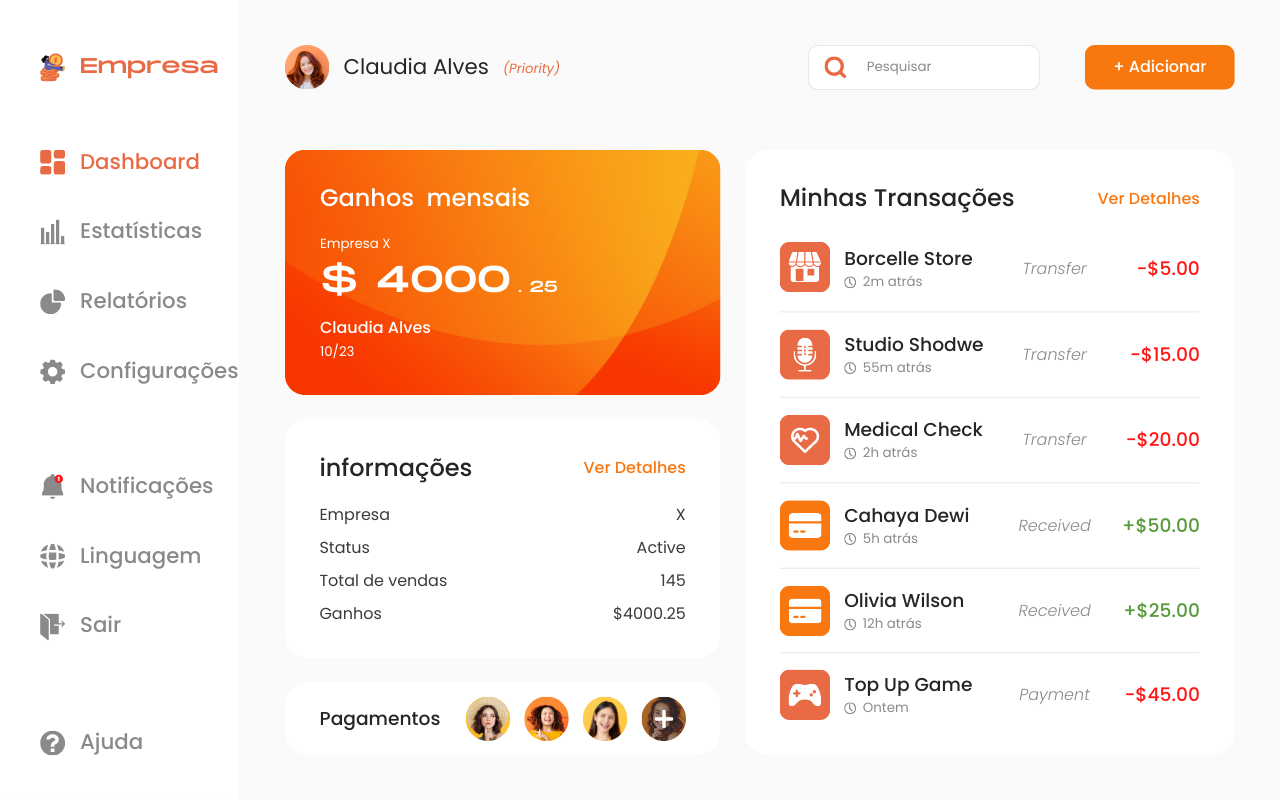 Empresa
Dashboard
Estatísticas
Relatórios
Configurações
Notificações
Linguagem
Sair
Ajuda
Claudia Alves (Priority)
Pesquisar
+ Adicionar
Ganhos mensais
Empresa X
$ 4000 . 25
Claudia Alves
10/23
informações Ver Detalhes
Empresa X
Status Active
Total de vendas 145
Ganhos $4000.25
Pagamentos
Minhas Transações Ver Detalhes
Borcelle Store
2m atrás
Transfer -$5.00
Studio Shodwe
55m atrás
Transfer -$15.00
Medical Check
2h atrás
Transfer -$20.00
Cahaya Dewi
5h atrás
Received +$50.00
Olivia Wilson
12h atrás
Received +$25.00
Top Up Game
Ontem
Payment -$45.00